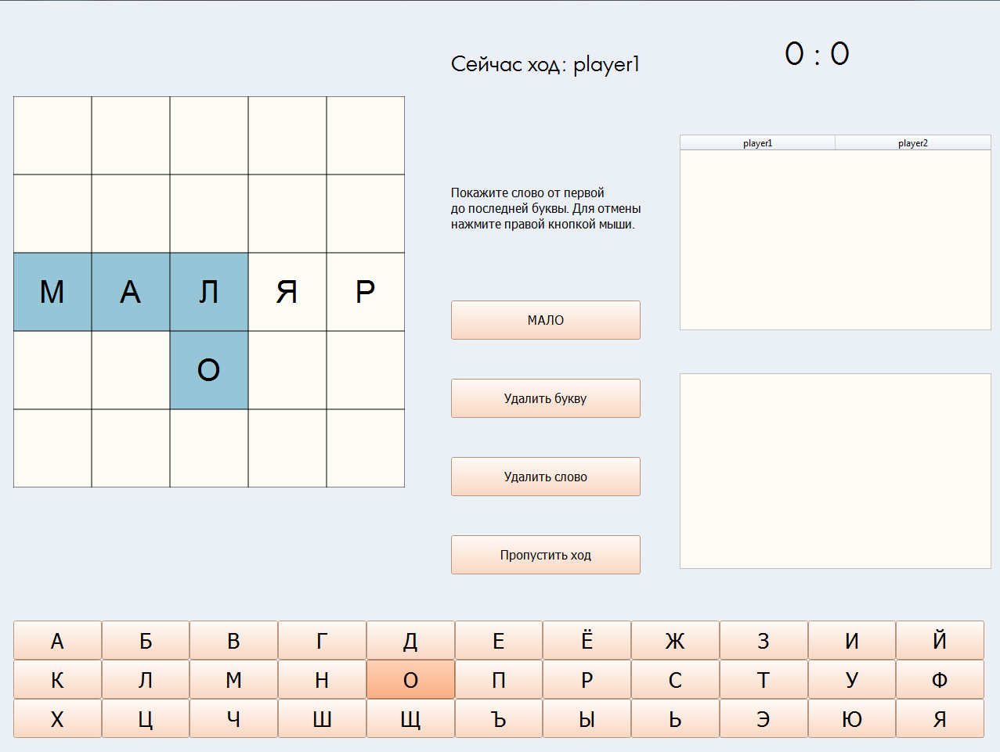 Сейчас ход: player1
0 : 0
player1 player2
Покажите слово от первой
до последней буквы. Для отмены
нажмите правой кнопкой мыши.
М А Л Я Р
О
МАЛО
Удалить букву
Удалить слово
Пропустить ход
А Б В Г Д Е Ё Ж З И Й
К Л М Н О П Р С Т У Ф
Х Ц Ч Ш Щ Ъ Ы Ь Э Ю Я